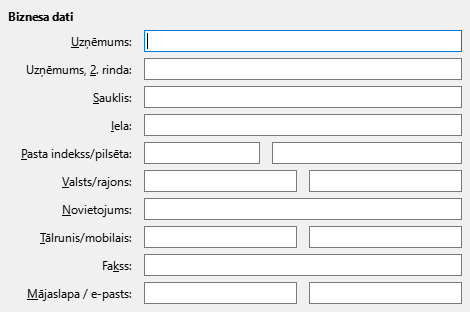 Biznesa dati
Uzņēmums:
Uzņēmums, 2. rinda:
Sauklis:
Iela:
Pasta indekss/pilsēta:
Valsts/rajons:
Novietojums:
Tālrunis/mobilais:
Fakss:
Mājaslapa / e-pasts: